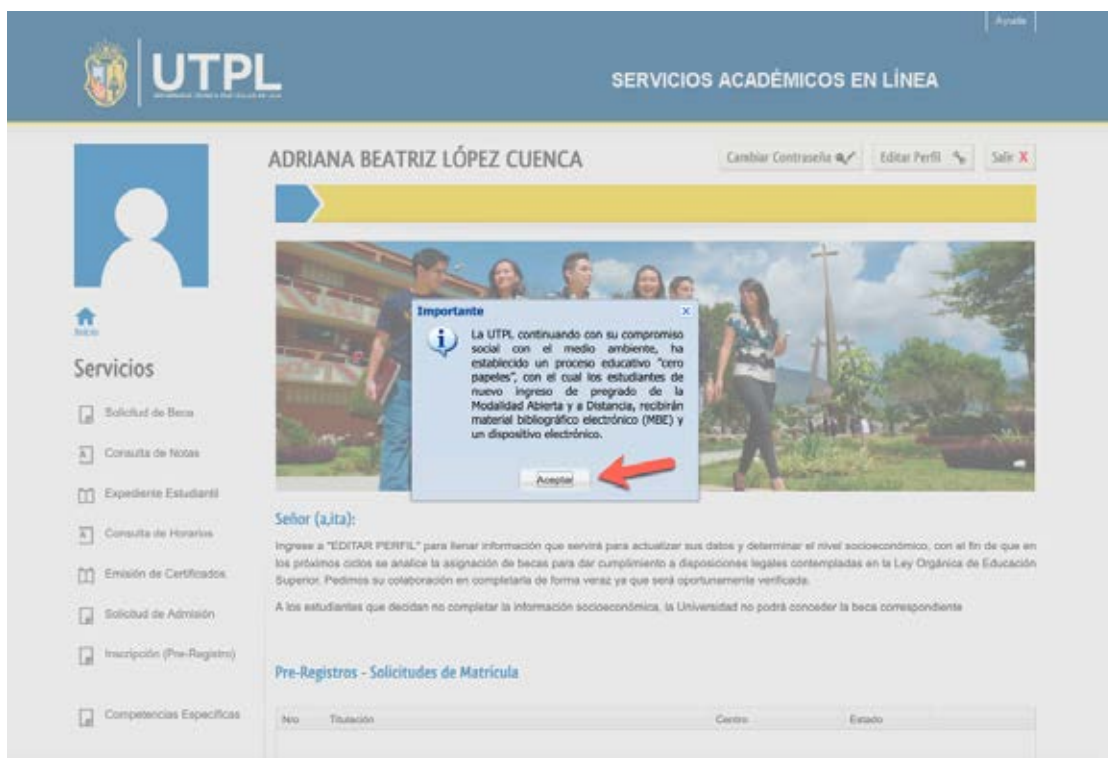 Ayuda
UTPL
SERVICIOS ACADÉMICOS EN LÍNEA
ADRIANA BEATRIZ LÓPEZ CUENCA
Cambiar Contraseña
Editar Perfil
Salir X
Inicio
Servicios
Solicitud de Beca
Consulta de Notas
Expediente Estudiantil
Consulta de Horarios
Emisión de Certificados
Solicitud de Admisión
Inscripción (Pre-Registro)
Competencias Específicas
Importante
La UTPL continuando con su compromiso
social con el medio ambiente, ha
establecido un proceso educativo "cero
papeles", con el cual los estudiantes de
nuevo ingreso de pregrado de la
Modalidad Abierta y a Distancia, recibirán
material bibliográfico electrónico (MBE) y
un dispositivo electrónico.
Aceptar
Señor (a,ita):
Ingrese a "EDITAR PERFIL" para llenar información que servirá para actualizar sus datos y determinar el nivel socioeconómico, con el fin de que en
los próximos ciclos se analice la asignación de becas para dar cumplimiento a disposiciones legales contempladas en la Ley Orgánica de Educación
Superior. Pedimos su colaboración en completarla de forma veraz ya que será oportunamente verificada.
A los estudiantes que decidan no completar la información socioeconómica, la Universidad no podrá conceder la beca correspondiente
Pre-Registros - Solicitudes de Matrícula
Nro. Titulación Centro Estado